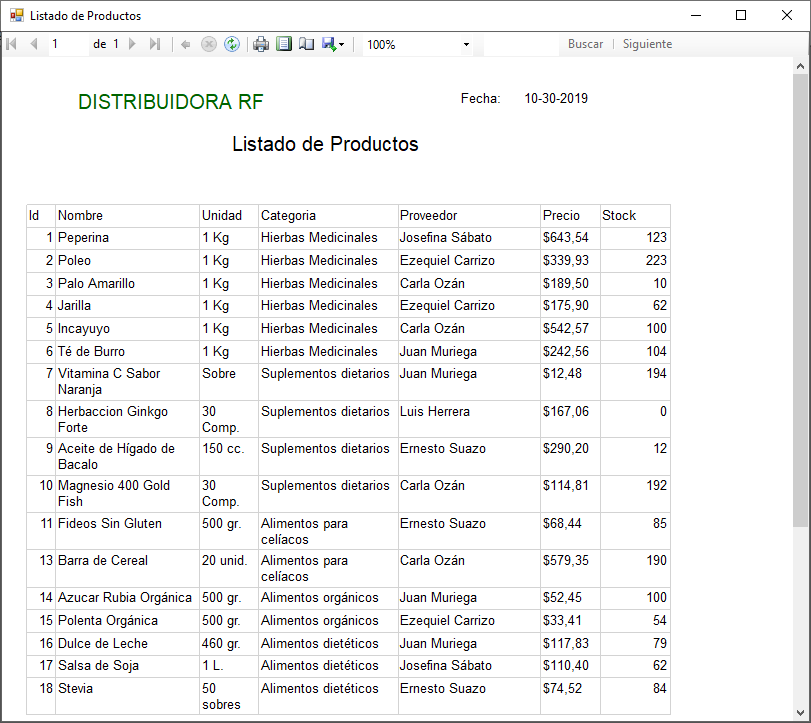 Listado de Productos
1 de 1 100% Buscar Siguiente
DISTRIBUIDORA RF Fecha: 10-30-2019
Listado de Productos
Id Nombre Unidad Categoria Proveedor Precio Stock
1 Peperina 1 Kg Hierbas Medicinales Josefina Sábato $643,54 123
2 Poleo 1 Kg Hierbas Medicinales Ezequiel Carrizo $339,93 223
3 Palo Amarillo 1 Kg Hierbas Medicinales Carla Ozán $189,50 10
4 Jarilla 1 Kg Hierbas Medicinales Ezequiel Carrizo $175,90 62
5 Incayuyo 1 Kg Hierbas Medicinales Carla Ozán $542,57 100
6 Té de Burro 1 Kg Hierbas Medicinales Juan Muriega $242,56 104
7 Vitamina C Sabor Sobre Suplementos dietarios Juan Muriega $12,48 194
Naranja
8 Herbaccion Ginkgo 30 Suplementos dietarios Luis Herrera $167,06 0
Forte Comp.
9 Aceite de Hígado de 150 cc. Suplementos dietarios Ernesto Suazo $290,20 12
Bacalo
10 Magnesio 400 Gold 30 Suplementos dietarios Carla Ozán $114,81 192
Fish Comp.
11 Fideos Sin Gluten 500 gr. Alimentos para Ernesto Suazo $68,44 85
celíacos
13 Barra de Cereal 20 unid. Alimentos para Carla Ozán $579,35 190
celíacos
14 Azucar Rubia Orgánica 500 gr. Alimentos orgánicos Juan Muriega $52,45 100
15 Polenta Orgánica 500 gr. Alimentos orgánicos Ezequiel Carrizo $33,41 54
16 Dulce de Leche 460 gr. Alimentos dietéticos Juan Muriega $117,83 79
17 Salsa de Soja 1 L. Alimentos dietéticos Josefina Sábato $110,40 62
18 Stevia 50 Alimentos dietéticos Ernesto Suazo $74,52 84
sobres